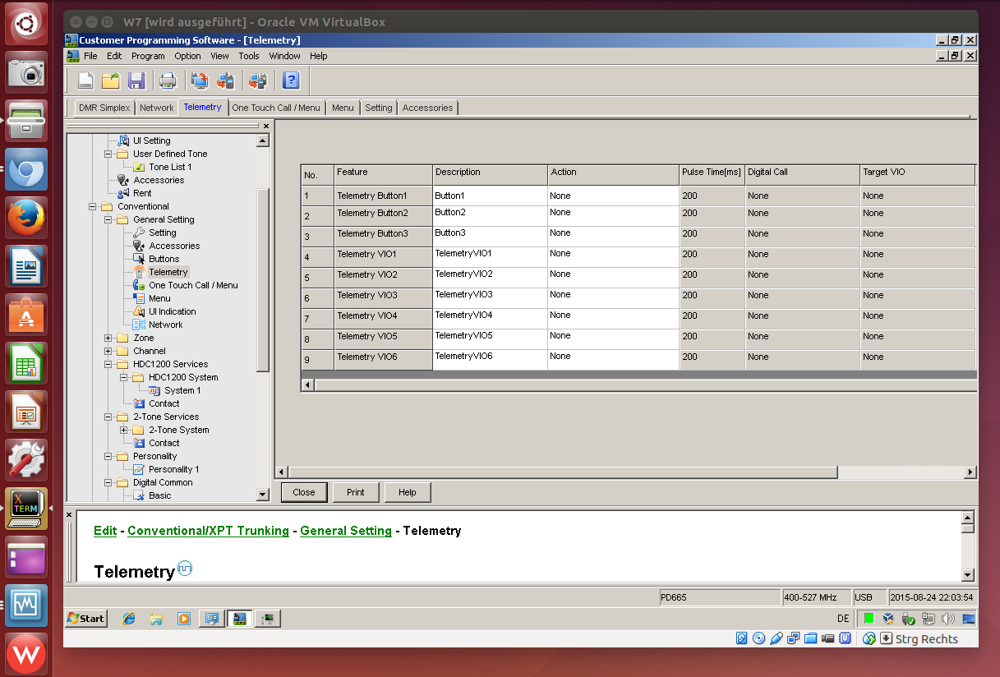 W7 [wird ausgeführt] - Oracle VM VirtualBox
Customer Programming Software - [Telemetry]
File Edit Program Option View Tools Window Help
DMR Simplex Network Telemetry One Touch Call / Menu Menu Setting Accessories
UI Setting
User Defined Tone
Tone List 1
Accessories
Rent
Conventional
General Setting
Setting
Accessories
Buttons
Telemetry
One Touch Call / Menu
Menu
UI Indication
Network
Zone
Channel
HDC1200 Services
HDC1200 System
System 1
Contact
2-Tone Services
2-Tone System
Contact
Personality
Personality 1
Digital Common
Basic
No. Feature Description Action Pulse Time[ms] Digital Call Target VIO
1 Telemetry Button1 Button1 None 200 None None
2 Telemetry Button2 Button2 None 200 None None
3 Telemetry Button3 Button3 None 200 None None
4 Telemetry VIO1 TelemetryVIO1 None 200 None None
5 Telemetry VIO2 TelemetryVIO2 None 200 None None
6 Telemetry VIO3 TelemetryVIO3 None 200 None None
7 Telemetry VIO4 TelemetryVIO4 None 200 None None
8 Telemetry VIO5 TelemetryVIO5 None 200 None None
9 Telemetry VIO6 TelemetryVIO6 None 200 None None
Close Print Help
Edit - Conventional/XPT Trunking - General Setting - Telemetry
Telemetry
PD665 400-527 MHz USB 2015-08-24 22:03:54
Start DE
Strg Rechts
X TERM
W